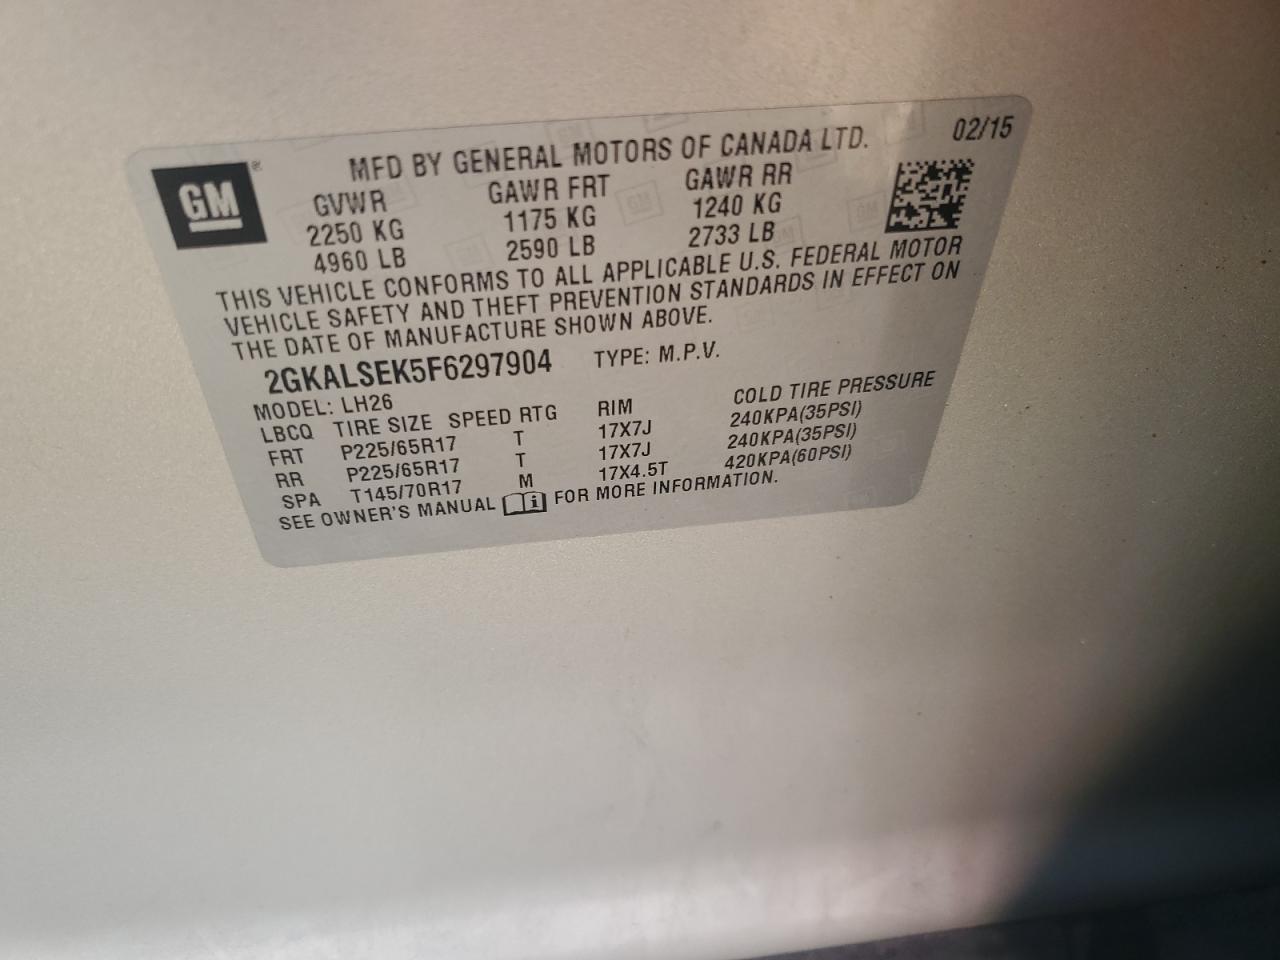 GM®
MFD BY GENERAL MOTORS OF CANADA LTD. 02/15
GVWR GAWR FRT GAWR RR
2250 KG 1175 KG 1240 KG
4960 LB 2590 LB 2733 LB
THIS VEHICLE CONFORMS TO ALL APPLICABLE U.S. FEDERAL MOTOR
VEHICLE SAFETY AND THEFT PREVENTION STANDARDS IN EFFECT ON
THE DATE OF MANUFACTURE SHOWN ABOVE.
2GKALSEK5F6297904 TYPE: M.P.V.
MODEL: LH26
LBCQ TIRE SIZE SPEED RTG RIM COLD TIRE PRESSURE
FRT P225/65R17 T 17X7J 240KPA(35PSI)
RR P225/65R17 T 17X7J 240KPA(35PSI)
SPA T145/70R17 M 17X4.5T 420KPA(60PSI)
SEE OWNER'S MANUAL i FOR MORE INFORMATION.